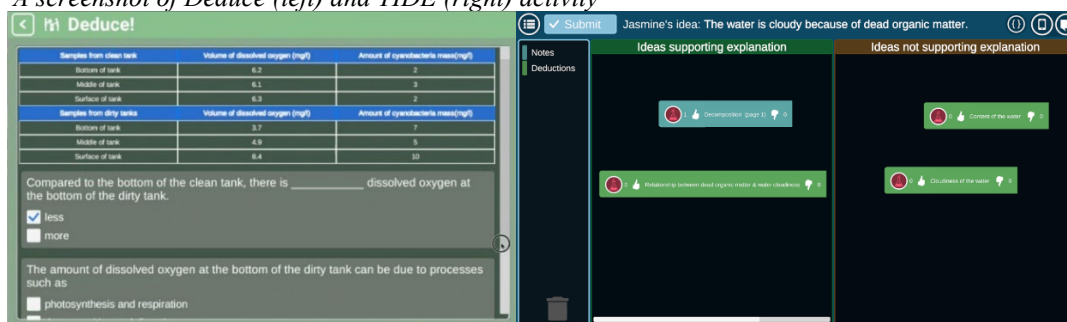 A screenshot of Deduce (left) and TIDE (right) activity
Deduce!
Samples from clean tank Volume of dissolved oxygen (mg/l) Amount of cyanobacteria mass(mg/l)
Bottom of tank 6.2 2
Middle of tank 6.1 3
Surface of tank 6.3 2
Samples from dirty tanks Volume of dissolved oxygen (mg/l) Amount of cyanobacteria mass(mg/l)
Bottom of tank 3.7 7
Middle of tank 4.9 5
Surface of tank 6.4 10
Compared to the bottom of the clean tank, there is ____________ dissolved oxygen at
the bottom of the dirty tank.
less
more
The amount of dissolved oxygen at the bottom of the dirty tank can be due to processes
such as
photosynthesis and respiration
Submit Jasmine's idea: The water is cloudy because of dead organic matter.
Notes
Deductions
Ideas supporting explanation
1 Decomposition (page 1) 0
0 Relationship between dead organic matter & water cloudiness 0
Ideas not supporting explanation
0 Content of the water 0
0 Cloudiness of the water 0